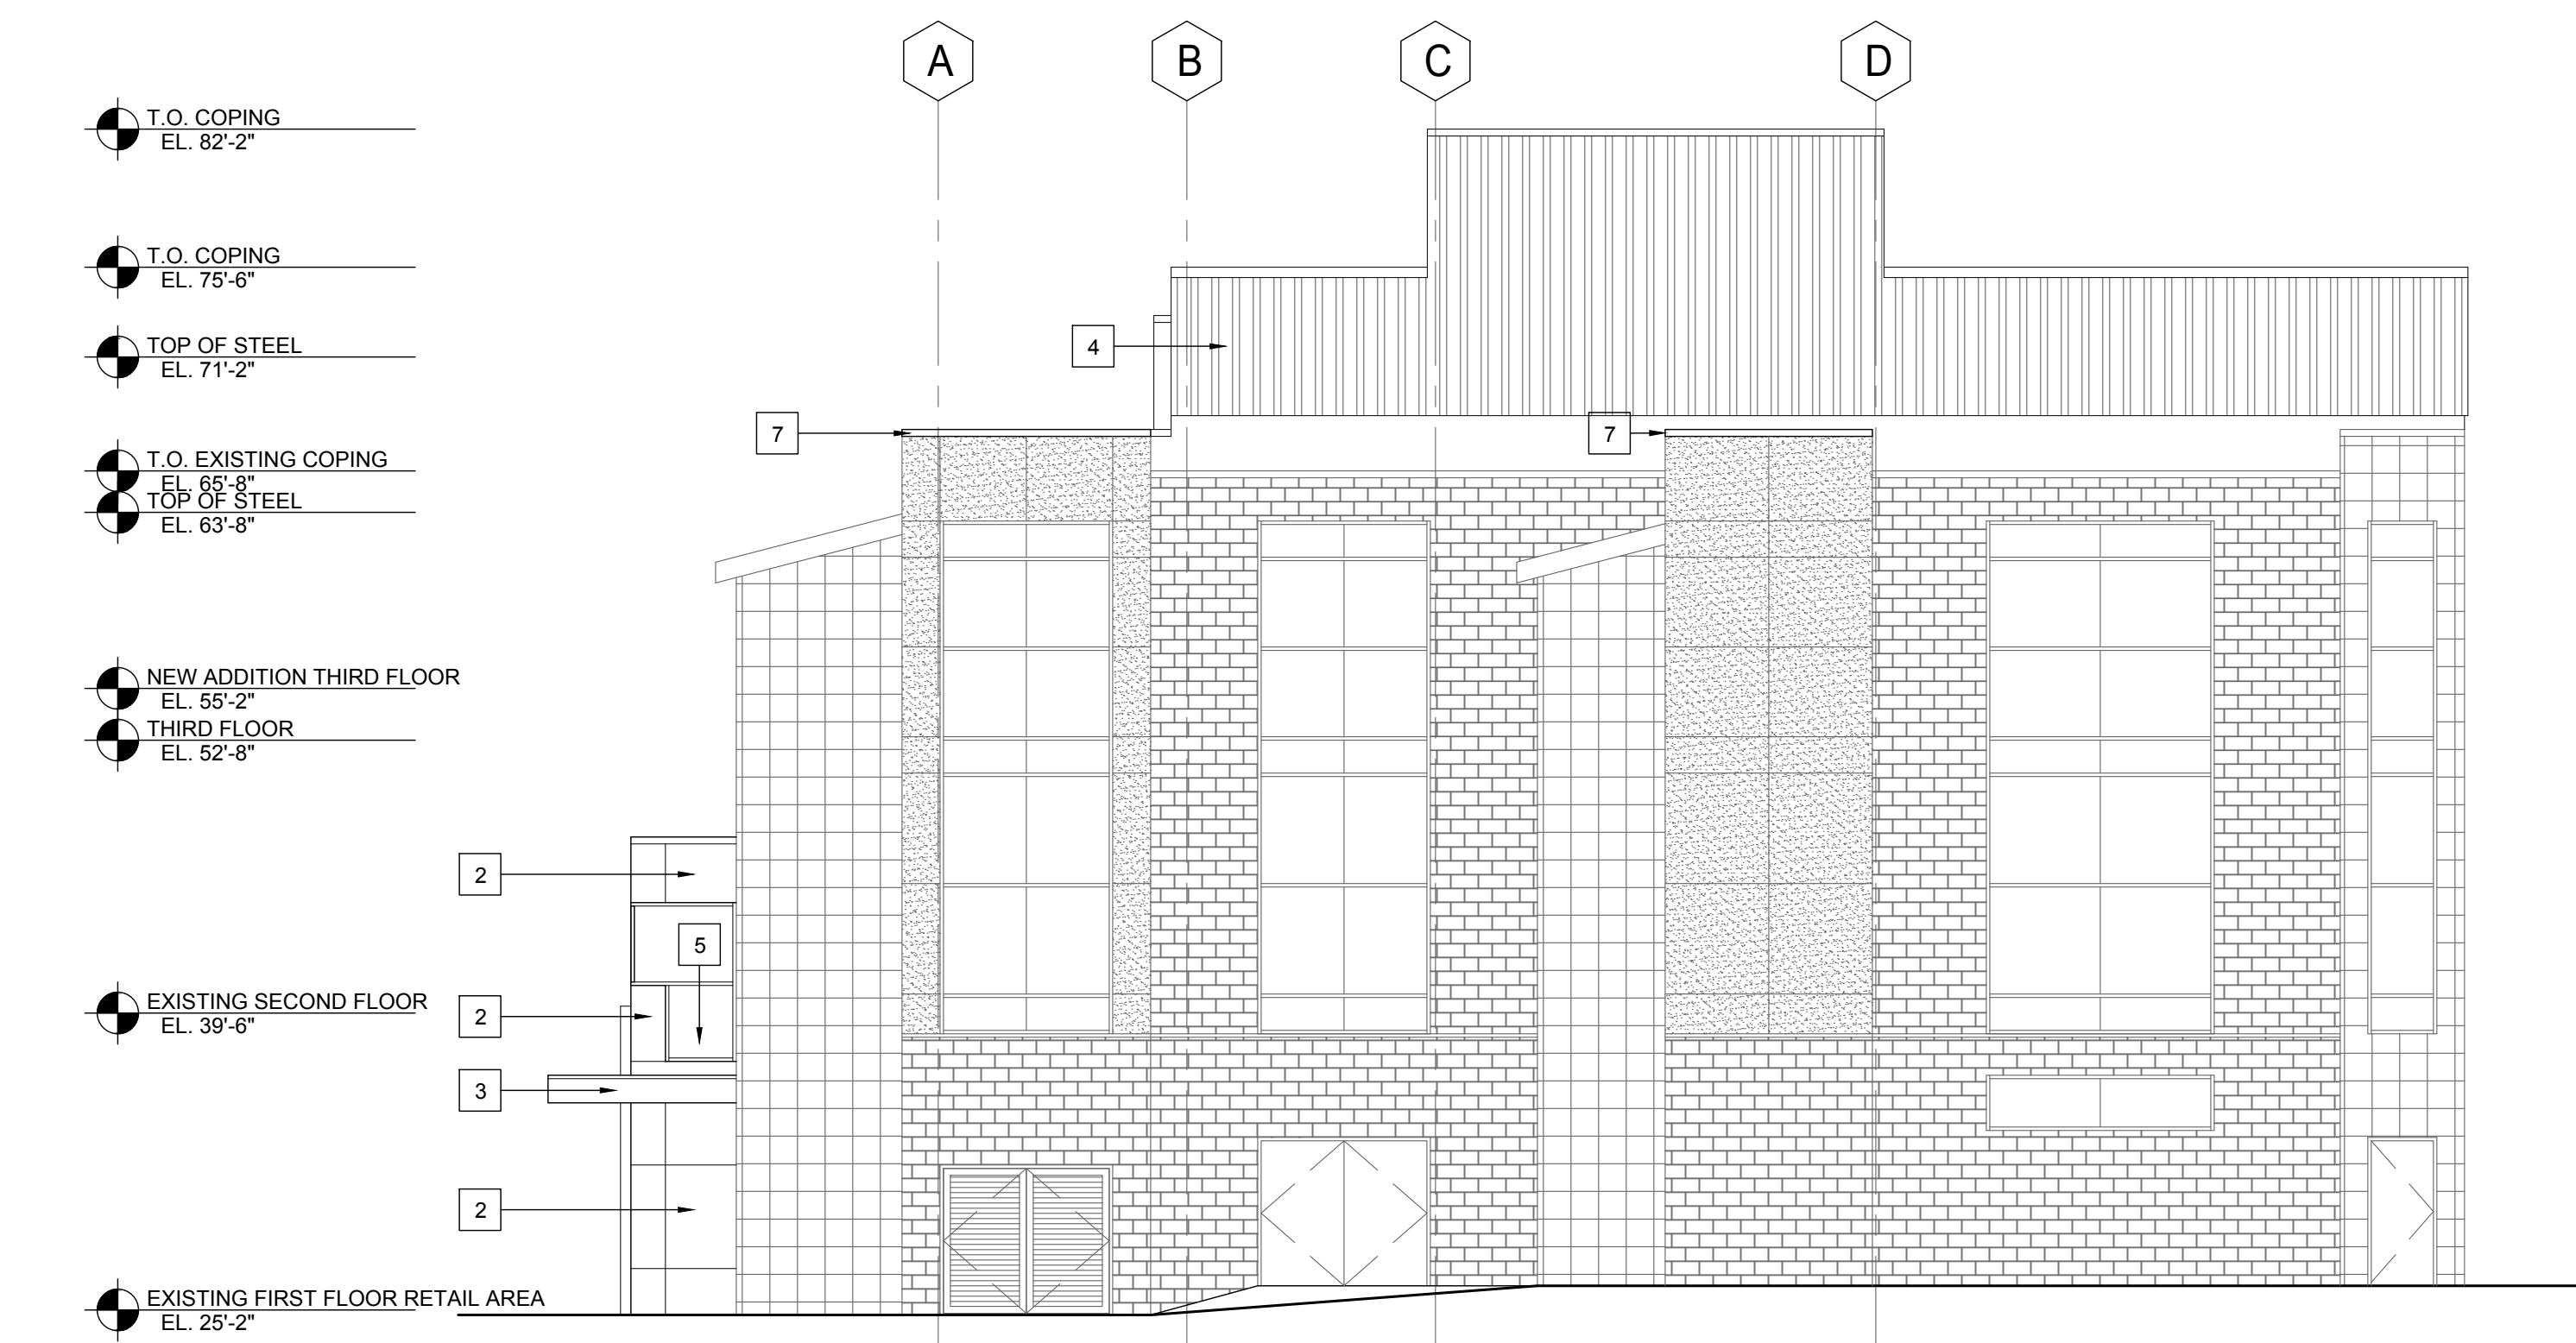 A
B
C
D
T.O. COPING
EL. 82'-2"
T.O. COPING
EL. 75'-6"
TOP OF STEEL
EL. 71'-2"
4
7
7
T.O. EXISTING COPING
EL. 65'-8"
TOP OF STEEL
EL. 63'-8"
NEW ADDITION THIRD FLOOR
EL. 55'-2"
THIRD FLOOR
EL. 52'-8"
2
5
EXISTING SECOND FLOOR
EL. 39'-6"
2
3
2
EXISTING FIRST FLOOR RETAIL AREA
EL. 25'-2"